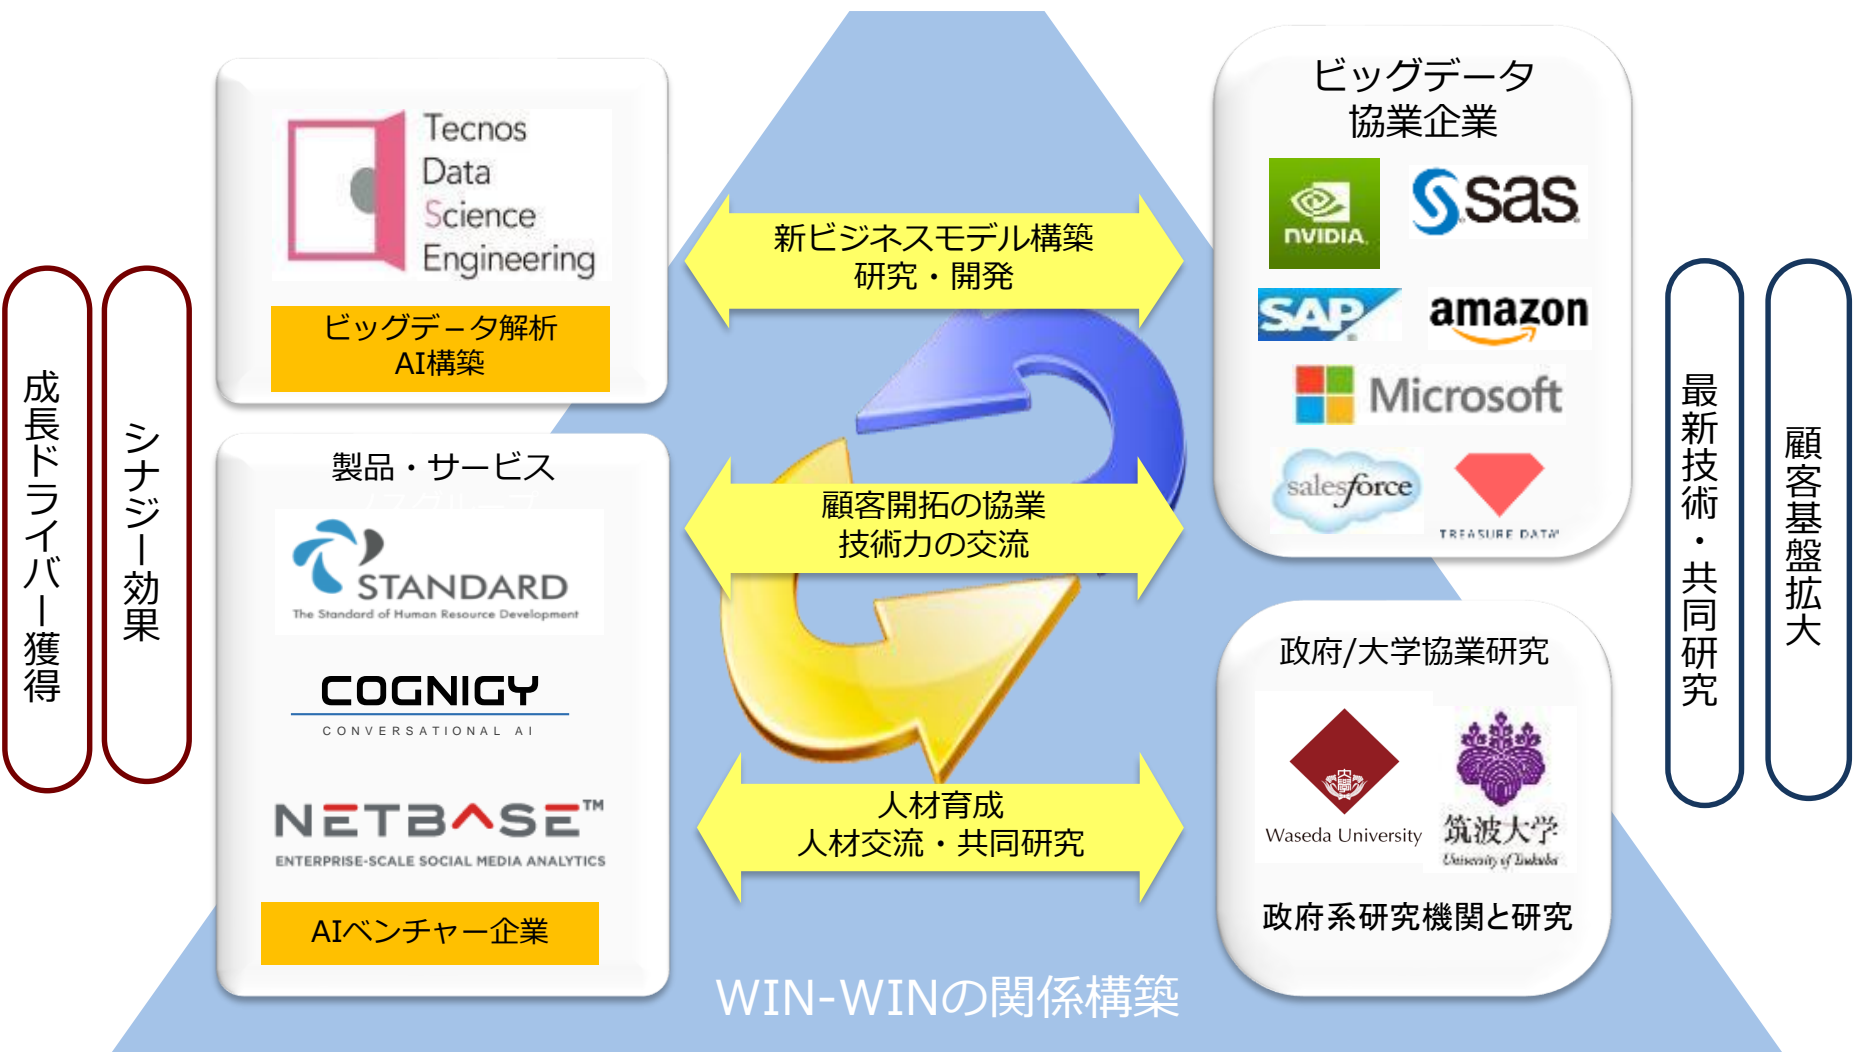 Tecnos
Data
Science
Engineering
ビッグデータ解析
AI構築
製品・サービス
STANDARD
The Standard of Human Resource Development
COGNIGY
CONVERSATIONAL AI
NETBASE™
ENTERPRISE-SCALE SOCIAL MEDIA ANALYTICS
AIベンチャー企業
成長ドライバー獲得
シナジー効果
新ビジネスモデル構築
研究・開発
顧客開拓の協業
技術力の交流
人材育成
人材交流・共同研究
WIN-WINの関係構築
ビッグデータ
協業企業
NVIDIA
sas
SAP
amazon
Microsoft
salesforce
TREASURE DATA
政府/大学協業研究
Waseda University
筑波大学
University of Tsukuba
政府系研究機関と研究
最新技術・共同研究
顧客基盤拡大